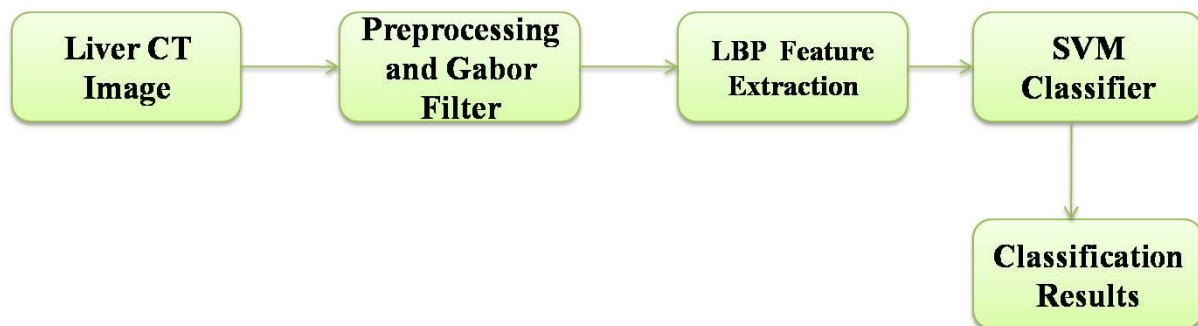 Liver CT
Image
Preprocessing
and Gabor
Filter
LBP Feature
Extraction
SVM
Classifier
Classification
Results